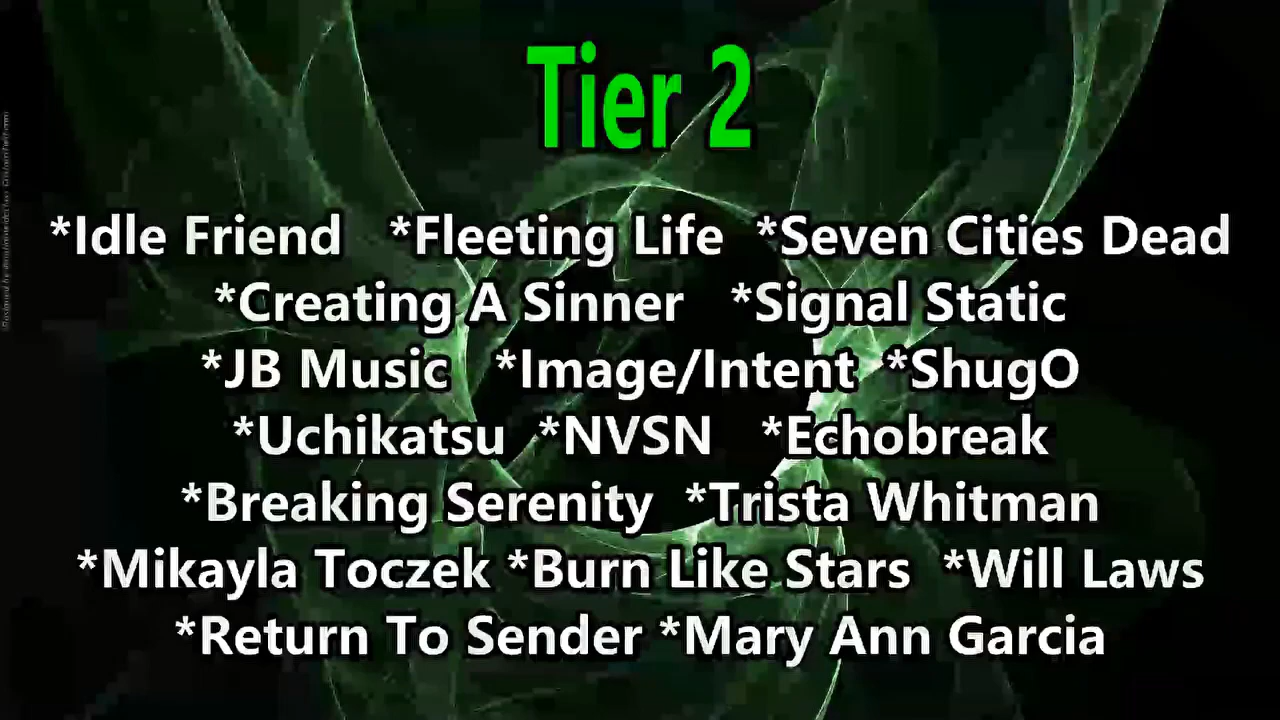 Tier 2
*Idle Friend *Fleeting Life *Seven Cities Dead
*Creating A Sinner *Signal Static
*JB Music *Image/Intent *ShugO
*Uchikatsu *NVSN *Echobreak
*Breaking Serenity *Trista Whitman
*Mikayla Toczek *Burn Like Stars *Will Laws
*Return To Sender *Mary Ann Garcia